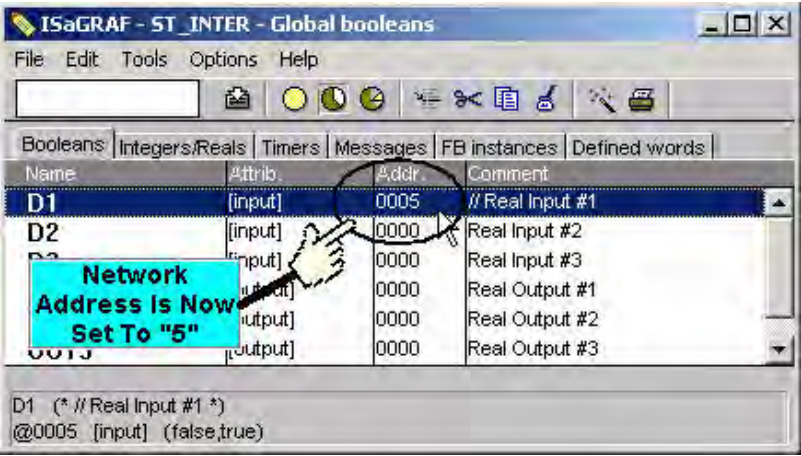 ISaGRAF - ST_INTER - Global booleans
File Edit Tools Options Help
Booleans Integers/Reals Timers Messages FB instances Defined words
Name Attrib. Addr. Comment
D1 [input] 0005 // Real Input #1
D2 [input] 0000 Real Input #2
[input] 0000 Real Input #3
0000 Real Output #1
0000 Real Output #2
0000 Real Output #3
Network
Address Is Now
Set To "5"
D1 (* // Real Input #1 *)
@0005 [input] (false,true)